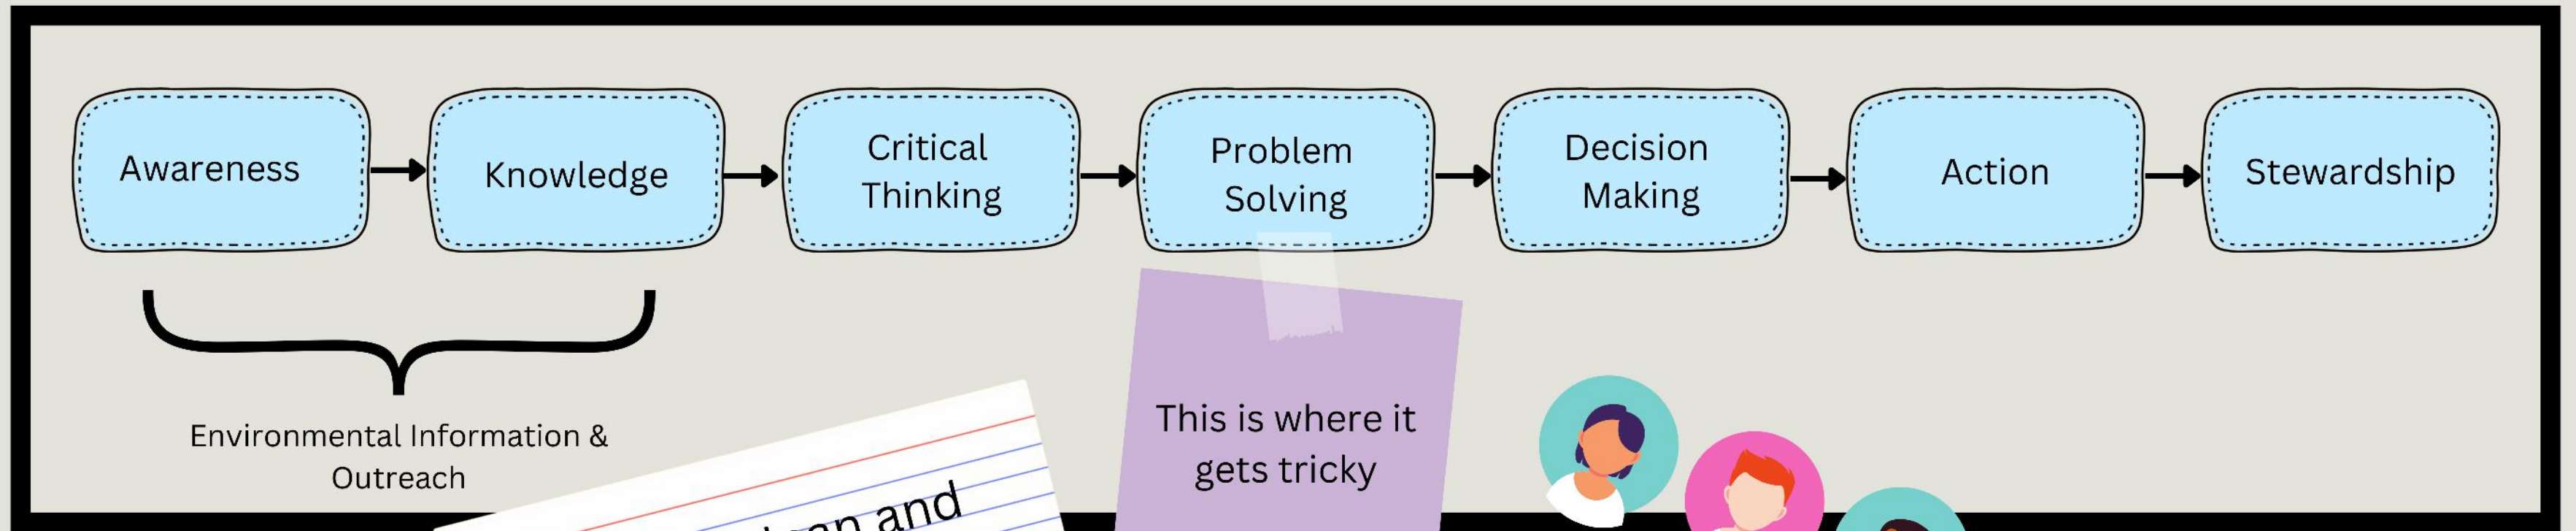 Awareness
Knowledge
Critical
Thinking
Problem
Solving
Decision
Making
Action
Stewardship
Environmental Information &
Outreach
and
This is where it
gets tricky